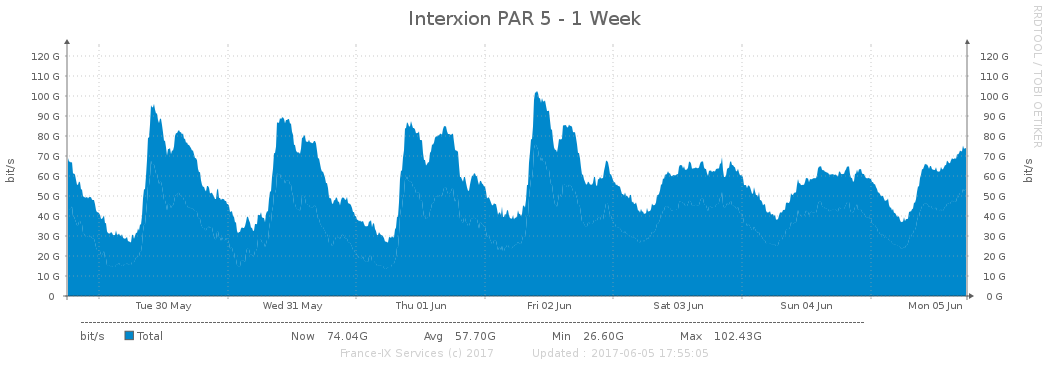 Interxion PAR 5 - 1 Week
RRDTOOL / TOBI OETIKER
bit/s
bit/s
120 G 120 G
110 G 110 G
100 G 100 G
90 G 90 G
80 G 80 G
70 G 70 G
60 G 60 G
50 G 50 G
40 G 40 G
30 G 30 G
20 G 20 G
10 G 10 G
0 0 G
Tue 30 May Wed 31 May Thu 01 Jun Fri 02 Jun Sat 03 Jun Sun 04 Jun Mon 05 Jun
bit/s Total Now 74.04G Avg 57.70G Min 26.60G Max 102.43G
France-IX Services (c) 2017 Updated : 2017-06-05 17:55:05